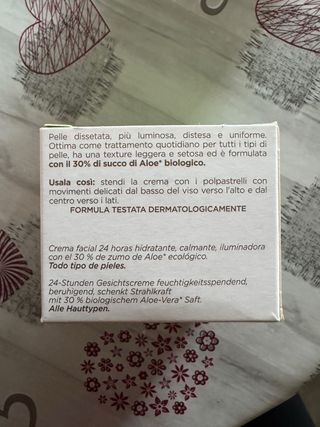 Pelle dissetata, più luminosa, distesa e uniforme.
Ottima come trattamento quotidiano per tutti i tipi di
pelle, ha una texture leggera e setosa ed è formulata
con il 30% di succo di Aloe* biologico.
Usala così: stendi la crema con i polpastrelli con
movimenti delicati dal basso del viso verso l'alto e dal
centro verso i lati.
FORMULA TESTATA DERMATOLOGICAMENTE
Crema facial 24 horas hidratante, calmante, iluminadora
con el 30 % de zumo de Aloe* ecológico.
Todo tipo de pieles.
24-Stunden Gesichtscreme feuchtigkeitsspendend,
beruhigend, schenkt Strahlkraft
mit 30 % biologischem Aloe-Vera* Saft.
Alle Hauttypen.